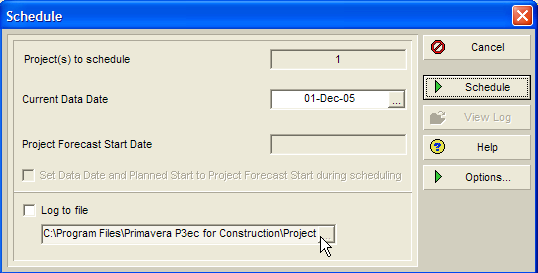 Schedule
Cancel
Project(s) to schedule
1
Schedule
Current Data Date
01-Dec-05
...
View Log
Project Forecast Start Date
Help
Set Data Date and Planned Start to Project Forecast Start during scheduling
Options...
Log to file
C:\Program Files\Primavera P3ec for Construction\Project